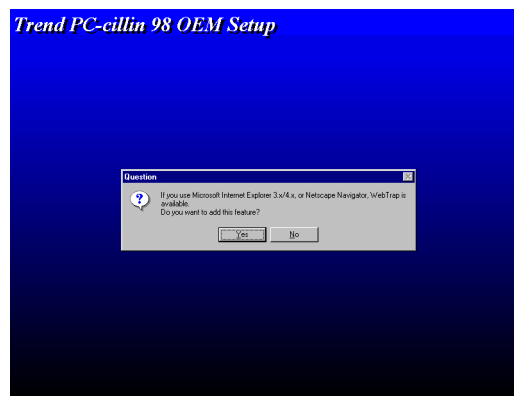 Trend PC-cillin 98 OEM Setup
Question
If you use Microsoft Internet Explorer 3.x/4.x, or Netscape Navigator, WebTrap is
available.
Do you want to add this feature?
Yes No